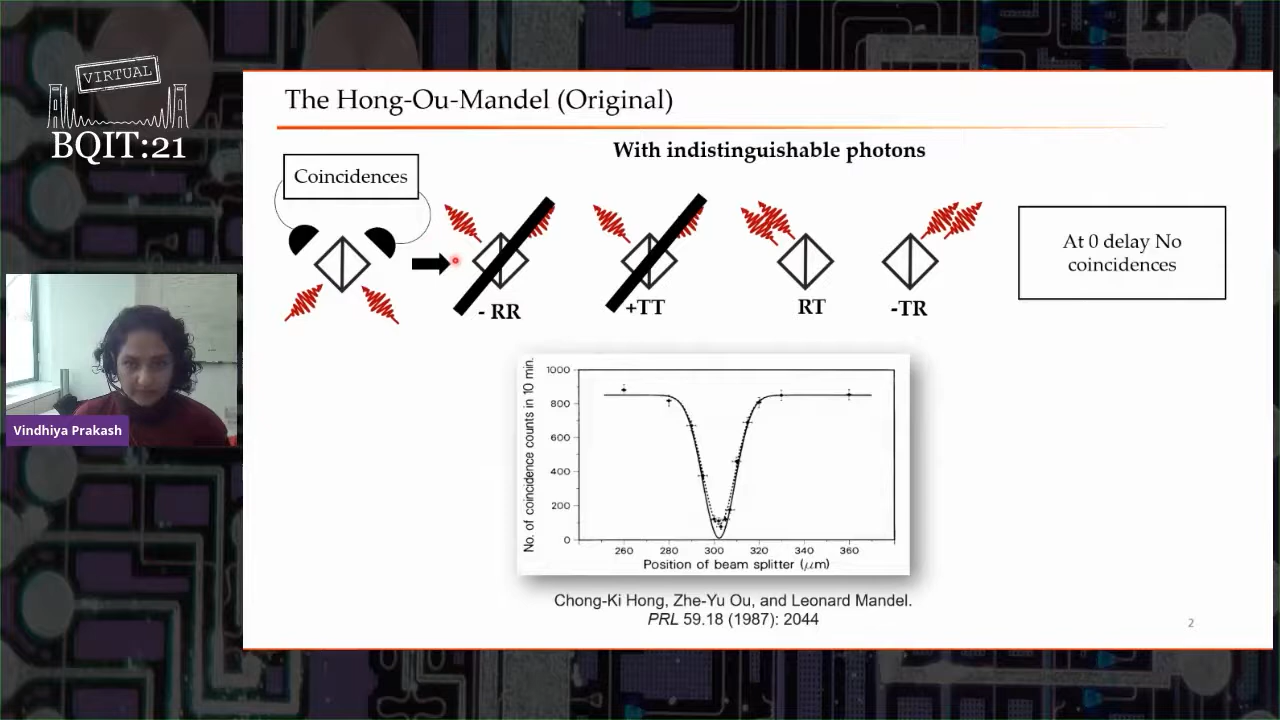 VIRTUAL
BQIT:21
The Hong-Ou-Mandel (Original)
With indistinguishable photons
Coincidences
- RR
+TT
RT
-TR
At 0 delay No
coincidences
No. of coincidence counts in 10 min.
1000
800
600
400
200
0
260 280 300 320 340 360
Position of beam splitter (μm)
Chong-Ki Hong, Zhe-Yu Ou, and Leonard Mandel.
PRL 59.18 (1987): 2044
2
Vindhiya Prakash